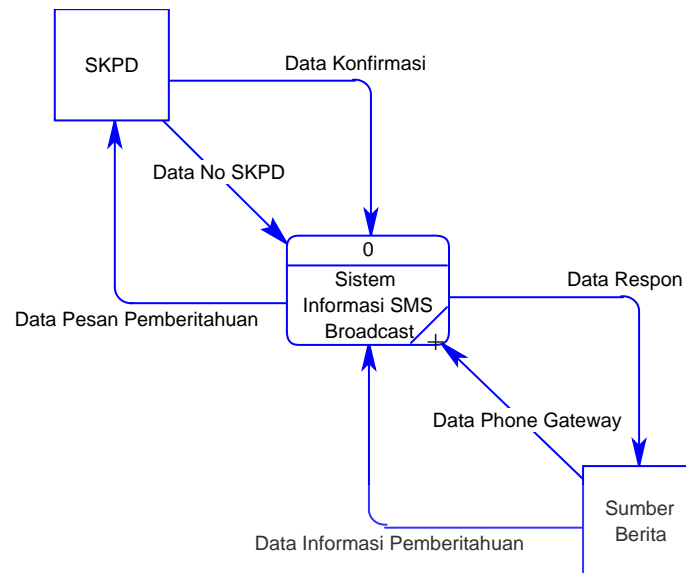 SKPD
Data Konfirmasi
Data No SKPD
0
Sistem
Informasi SMS
Broadcast
Data Respon
Data Pesan Pemberitahuan
Data Phone Gateway
Sumber
Berita
Data Informasi Pemberitahuan